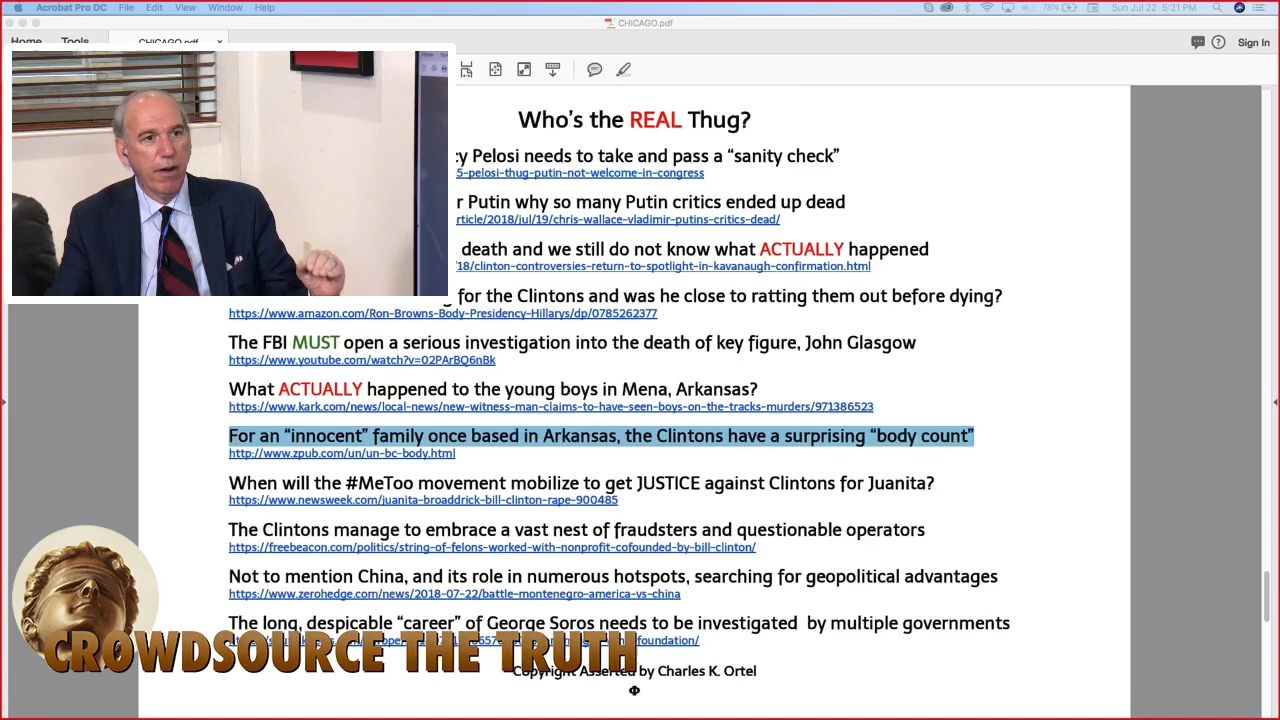 Acrobat Pro DC File Edit View Window Help 78% Sun Jul 22 5:21 PM
CHICAGO.pdf
Home Tools CHICAGO.pdf × Sign In
Who's the REAL Thug?
cy Pelosi needs to take and pass a “sanity check”
5-pelosi-thug-putin-not-welcome-in-congress
r Putin why so many Putin critics ended up dead
rticle/2018/jul/19/chris-wallace-vladimir-putins-critics-dead/
death and we still do not know what ACTUALLY happened
/18/clinton-controversies-return-to-spotlight-in-kavanaugh-confirmation.html
for the Clintons and was he close to ratting them out before dying?
https://www.amazon.com/Ron-Browns-Body-Presidency-Hillarys/dp/0785262377
The FBI MUST open a serious investigation into the death of key figure, John Glasgow
https://www.youtube.com/watch?v=02PArBQ6nBk
What ACTUALLY happened to the young boys in Mena, Arkansas?
https://www.kark.com/news/local-news/new-witness-man-claims-to-have-seen-boys-on-the-tracks-murders/971386523
For an “innocent” family once based in Arkansas, the Clintons have a surprising “body count”
http://www.zpub.com/un/un-bc-body.html
When will the #MeToo movement mobilize to get JUSTICE against Clintons for Juanita?
https://www.newsweek.com/juanita-broaddrick-bill-clinton-rape-900485
The Clintons manage to embrace a vast nest of fraudsters and questionable operators
https://freebeacon.com/politics/string-of-felons-worked-with-nonprofit-cofounded-by-bill-clinton/
Not to mention China, and its role in numerous hotspots, searching for geopolitical advantages
https://www.zerohedge.com/news/2018-07-22/battle-montenegro-america-vs-china
The long, despicable “career” of George Soros needs to be investigated by multiple governments
foundation/
CROWDSOURCE THE TRUTH
Copyright Asserted by Charles K. Ortel
Φ